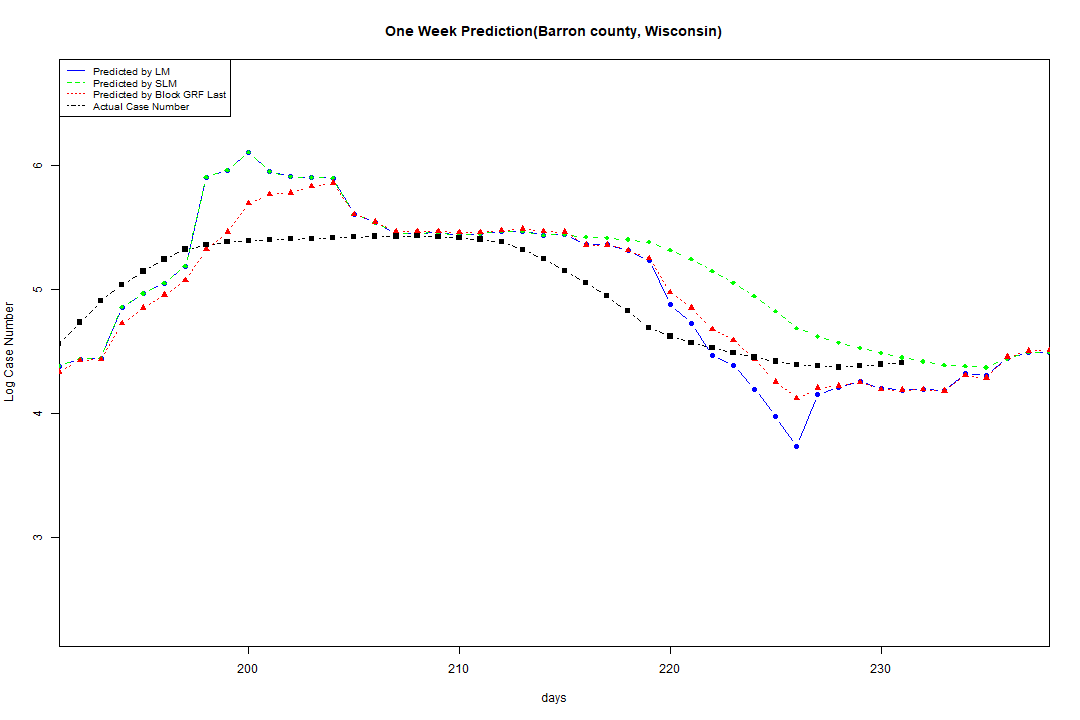 One Week Prediction(Barron county, Wisconsin)
Predicted by LM
Predicted by SLM
Predicted by Block GRF Last
Actual Case Number
6
5
4
3
Log Case Number
200
210
220
230
days